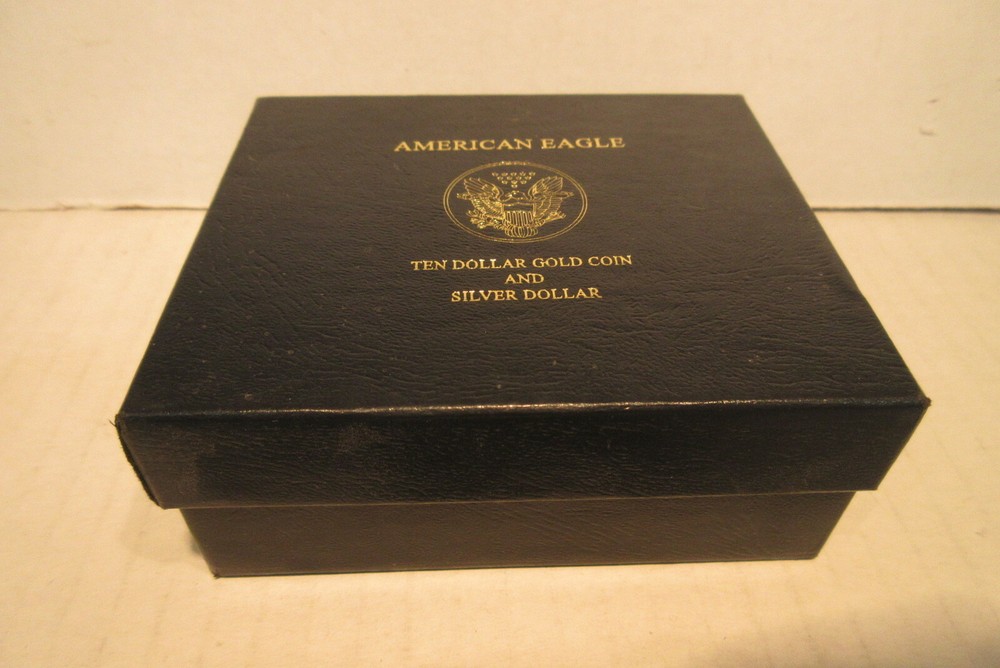 AMERICAN EAGLE
TEN DOLLAR GOLD COIN
AND
SILVER DOLLAR